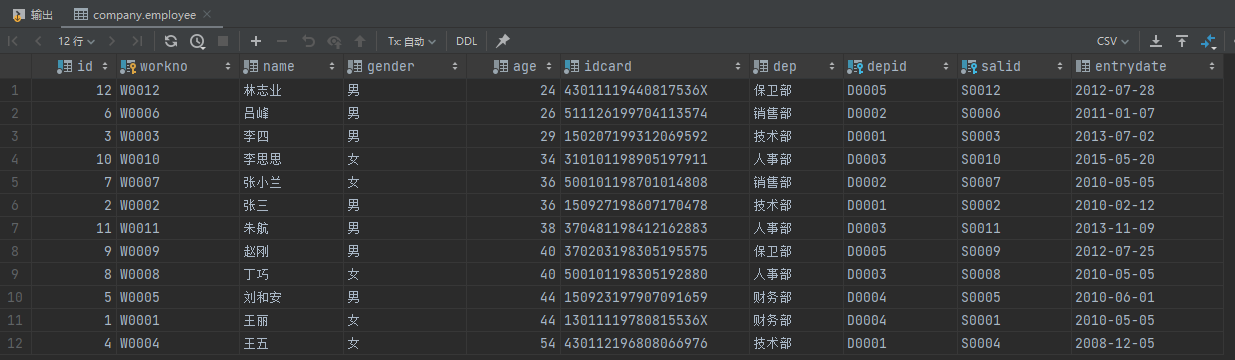 输出 company.employee
12 行 Tx: 自动 DDL CSV
id workno name gender age idcard dep depid salid entrydate
1 12 W0012 林志业 男 24 43011119440817536X 保卫部 D0005 S0012 2012-07-28
2 6 W0006 吕峰 男 26 511126199704113574 销售部 D0002 S0006 2011-01-07
3 3 W0003 李四 男 29 150207199312069592 技术部 D0001 S0003 2013-07-02
4 10 W0010 李思思 女 34 310101198905197911 人事部 D0003 S0010 2015-05-20
5 7 W0007 张小兰 女 36 500101198701014808 销售部 D0002 S0007 2010-05-05
6 2 W0002 张三 男 36 150927198607170478 技术部 D0001 S0002 2010-02-12
7 11 W0011 朱航 男 38 370481198412162883 人事部 D0003 S0011 2013-11-09
8 9 W0009 赵刚 男 40 370203198305195575 保卫部 D0005 S0009 2012-07-25
9 8 W0008 丁巧 女 40 500101198305192880 人事部 D0003 S0008 2010-05-05
10 5 W0005 刘和安 男 44 150923197907091659 财务部 D0004 S0005 2010-06-01
11 1 W0001 王丽 女 44 13011119780815536X 财务部 D0004 S0001 2010-05-05
12 4 W0004 王五 女 54 430112196808066976 技术部 D0001 S0004 2008-12-05